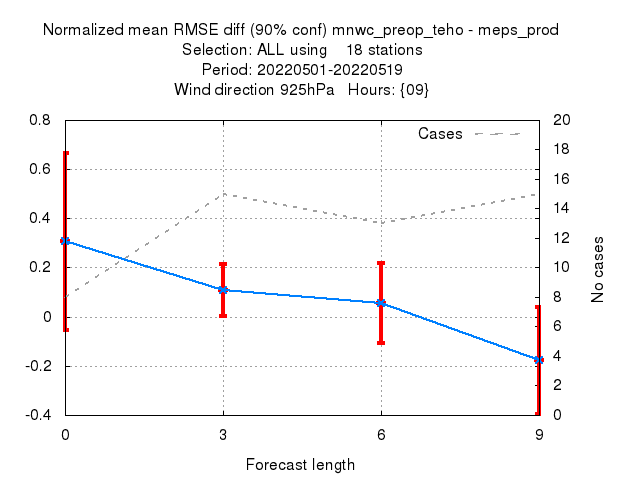 Normalized mean RMSE diff (90% conf) mnwc_preop_teho - meps_prod
Selection: ALL using    18 stations
Period: 20220501-20220519
Wind direction 925hPa   Hours: {09}
Cases
0.8
0.6
0.4
0.2
0
-0.2
-0.4
20
18
16
14
12
10
8
6
4
2
0
No cases
0 3 6 9
Forecast length